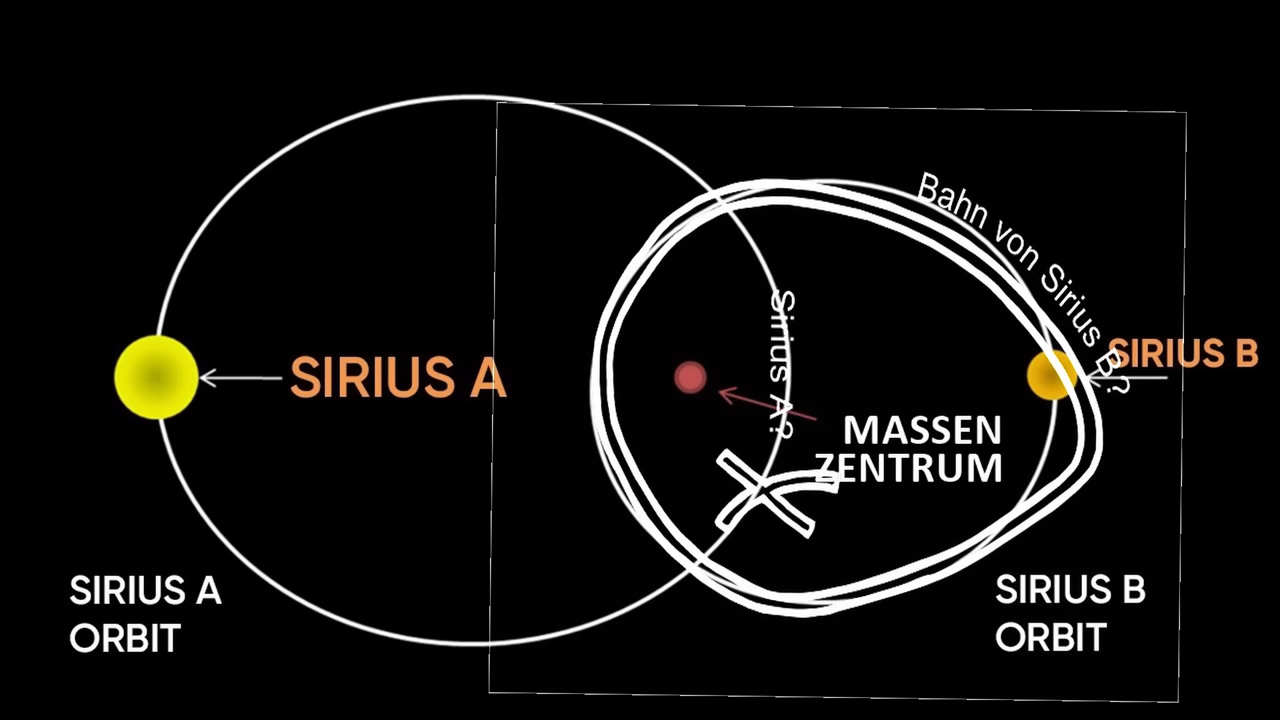 Bahn von Sirius B?
Sirius A?
SIRIUS B
SIRIUS A
MASSEN
ZENTRUM
SIRIUS A
ORBIT
SIRIUS B
ORBIT